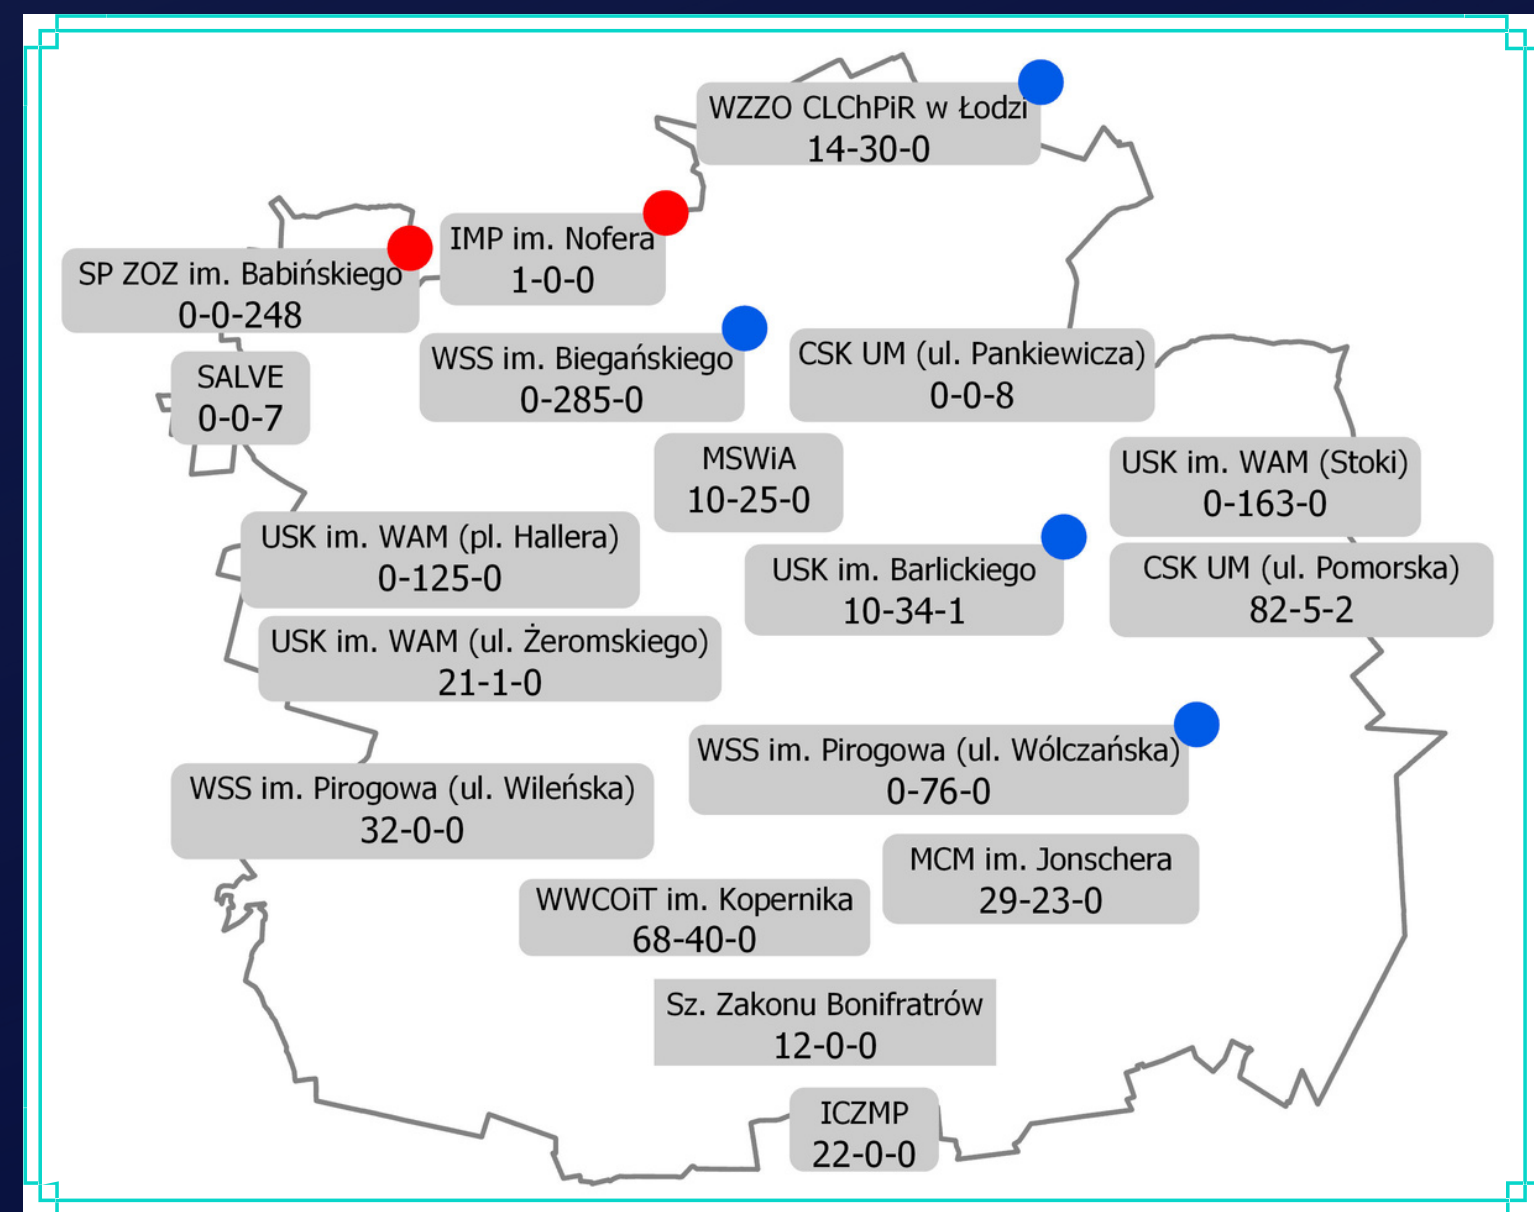 WZZO CLChPiR w Łodzi
14-30-0
IMP im. Nofera
1-0-0
SP ZOZ im. Babińskiego
0-0-248
WSS im. Biegańskiego
0-285-0
CSK UM (ul. Pankiewicza)
0-0-8
SALVE
0-0-7
MSWiA
10-25-0
USK im. WAM (Stoki)
0-163-0
USK im. WAM (pl. Hallera)
0-125-0
USK im. Barlickiego
10-34-1
CSK UM (ul. Pomorska)
82-5-2
USK im. WAM (ul. Żeromskiego)
21-1-0
WSS im. Pirogowa (ul. Wólczańska)
0-76-0
WSS im. Pirogowa (ul. Wileńska)
32-0-0
MCM im. Jonschera
29-23-0
WWCOiT im. Kopernika
68-40-0
Sz. Zakonu Bonifratrów
12-0-0
ICZMP
22-0-0